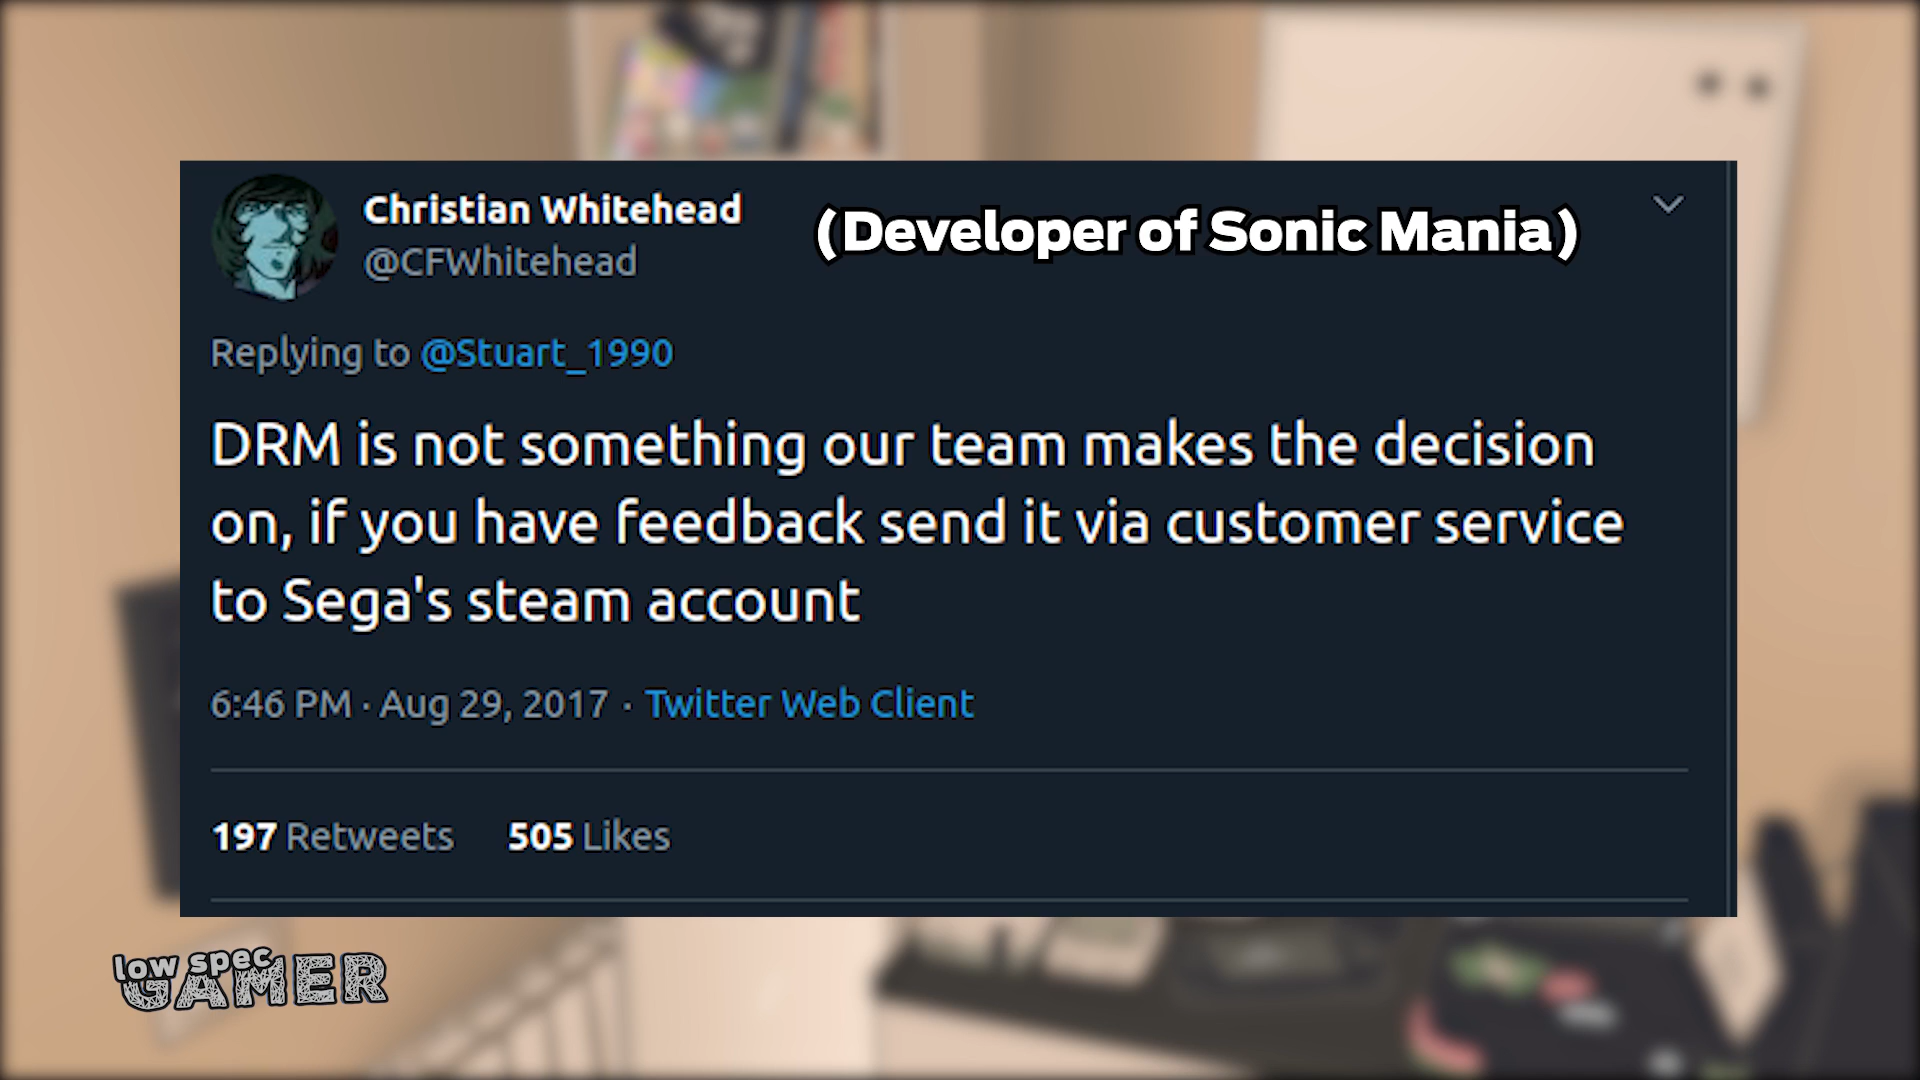 Christian Whitehead
(Developer of Sonic Mania)
@CFWhitehead
Replying to @Stuart_1990
DRM is not something our team makes the decision
on, if you have feedback send it via customer service
to Sega's steam account
6:46 PM · Aug 29, 2017 · Twitter Web Client
197 Retweets 505 Likes
low spec
GAMER